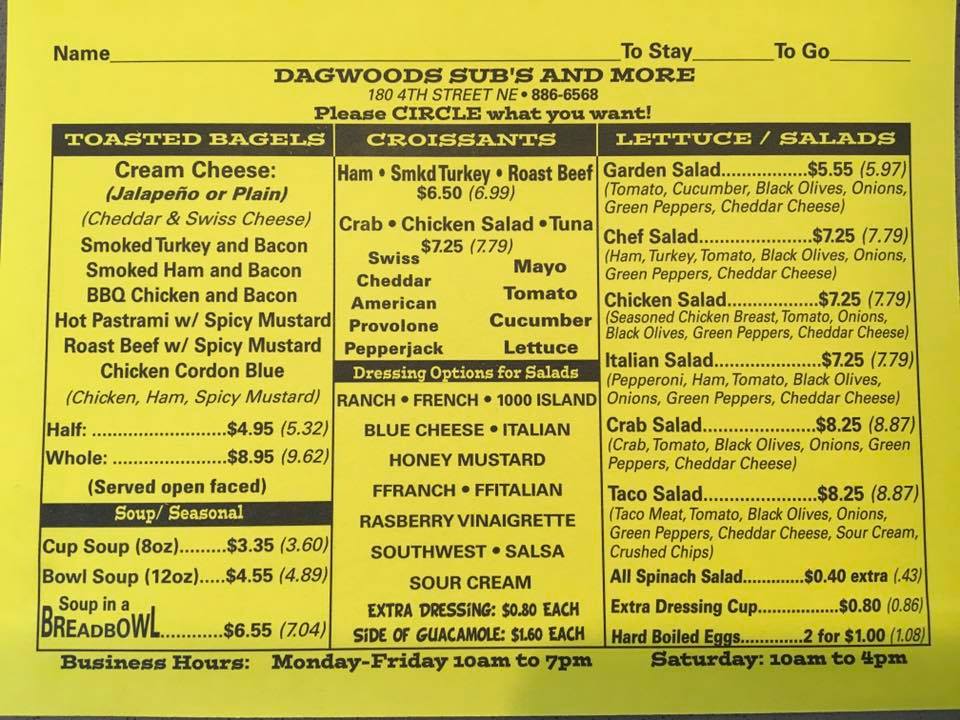 Name To Stay To Go
DAGWOODS SUB'S AND MORE
180 4TH STREET NE • 886-6568
Please CIRCLE what you want!
TOASTED BAGELS
Cream Cheese:
(Jalapeño or Plain)
(Cheddar & Swiss Cheese)
Smoked Turkey and Bacon
Smoked Ham and Bacon
BBQ Chicken and Bacon
Hot Pastrami w/ Spicy Mustard
Roast Beef w/ Spicy Mustard
Chicken Cordon Blue
(Chicken, Ham, Spicy Mustard)
Half: ........................$4.95 (5.32)
Whole: ....................$8.95 (9.62)
(Served open faced)
Soup/ Seasonal
Cup Soup (8oz).........$3.35 (3.60)
Bowl Soup (12oz).....$4.55 (4.89)
Soup in a
BREADBOWL............$6.55 (7.04)
CROISSANTS
Ham • Smkd Turkey • Roast Beef
$6.50 (6.99)
Crab • Chicken Salad • Tuna
$7.25 (7.79)
Swiss
Cheddar
American
Provolone
Pepperjack
Mayo
Tomato
Cucumber
Lettuce
Dressing Options for Salads
RANCH • FRENCH • 1000 ISLAND
BLUE CHEESE • ITALIAN
HONEY MUSTARD
FFRANCH • FFITALIAN
RASBERRY VINAIGRETTE
SOUTHWEST • SALSA
SOUR CREAM
EXTRA DRESSING: $0.80 EACH
SIDE OF GUACAMOLE: $1.60 EACH
LETTUCE / SALADS
Garden Salad................$5.55 (5.97)
(Tomato, Cucumber, Black Olives, Onions,
Green Peppers, Cheddar Cheese)
Chef Salad.....................$7.25 (7.79)
(Ham, Turkey, Tomato, Black Olives, Onions,
Green Peppers, Cheddar Cheese)
Chicken Salad................$7.25 (7.79)
(Seasoned Chicken Breast, Tomato, Onions,
Black Olives, Green Peppers, Cheddar Cheese)
Italian Salad...................$7.25 (7.79)
(Pepperoni, Ham, Tomato, Black Olives,
Onions, Green Peppers, Cheddar Cheese)
Crab Salad.....................$8.25 (8.87)
(Crab, Tomato, Black Olives, Onions, Green
Peppers, Cheddar Cheese)
Taco Salad.....................$8.25 (8.87)
(Taco Meat, Tomato, Black Olives, Onions,
Green Peppers, Cheddar Cheese, Sour Cream,
Crushed Chips)
All Spinach Salad............$0.40 extra (.43)
Extra Dressing Cup................$0.80 (0.86)
Hard Boiled Eggs............2 for $1.00 (1.08)
Business Hours: Monday-Friday 10am to 7pm Saturday: 10am to 4pm